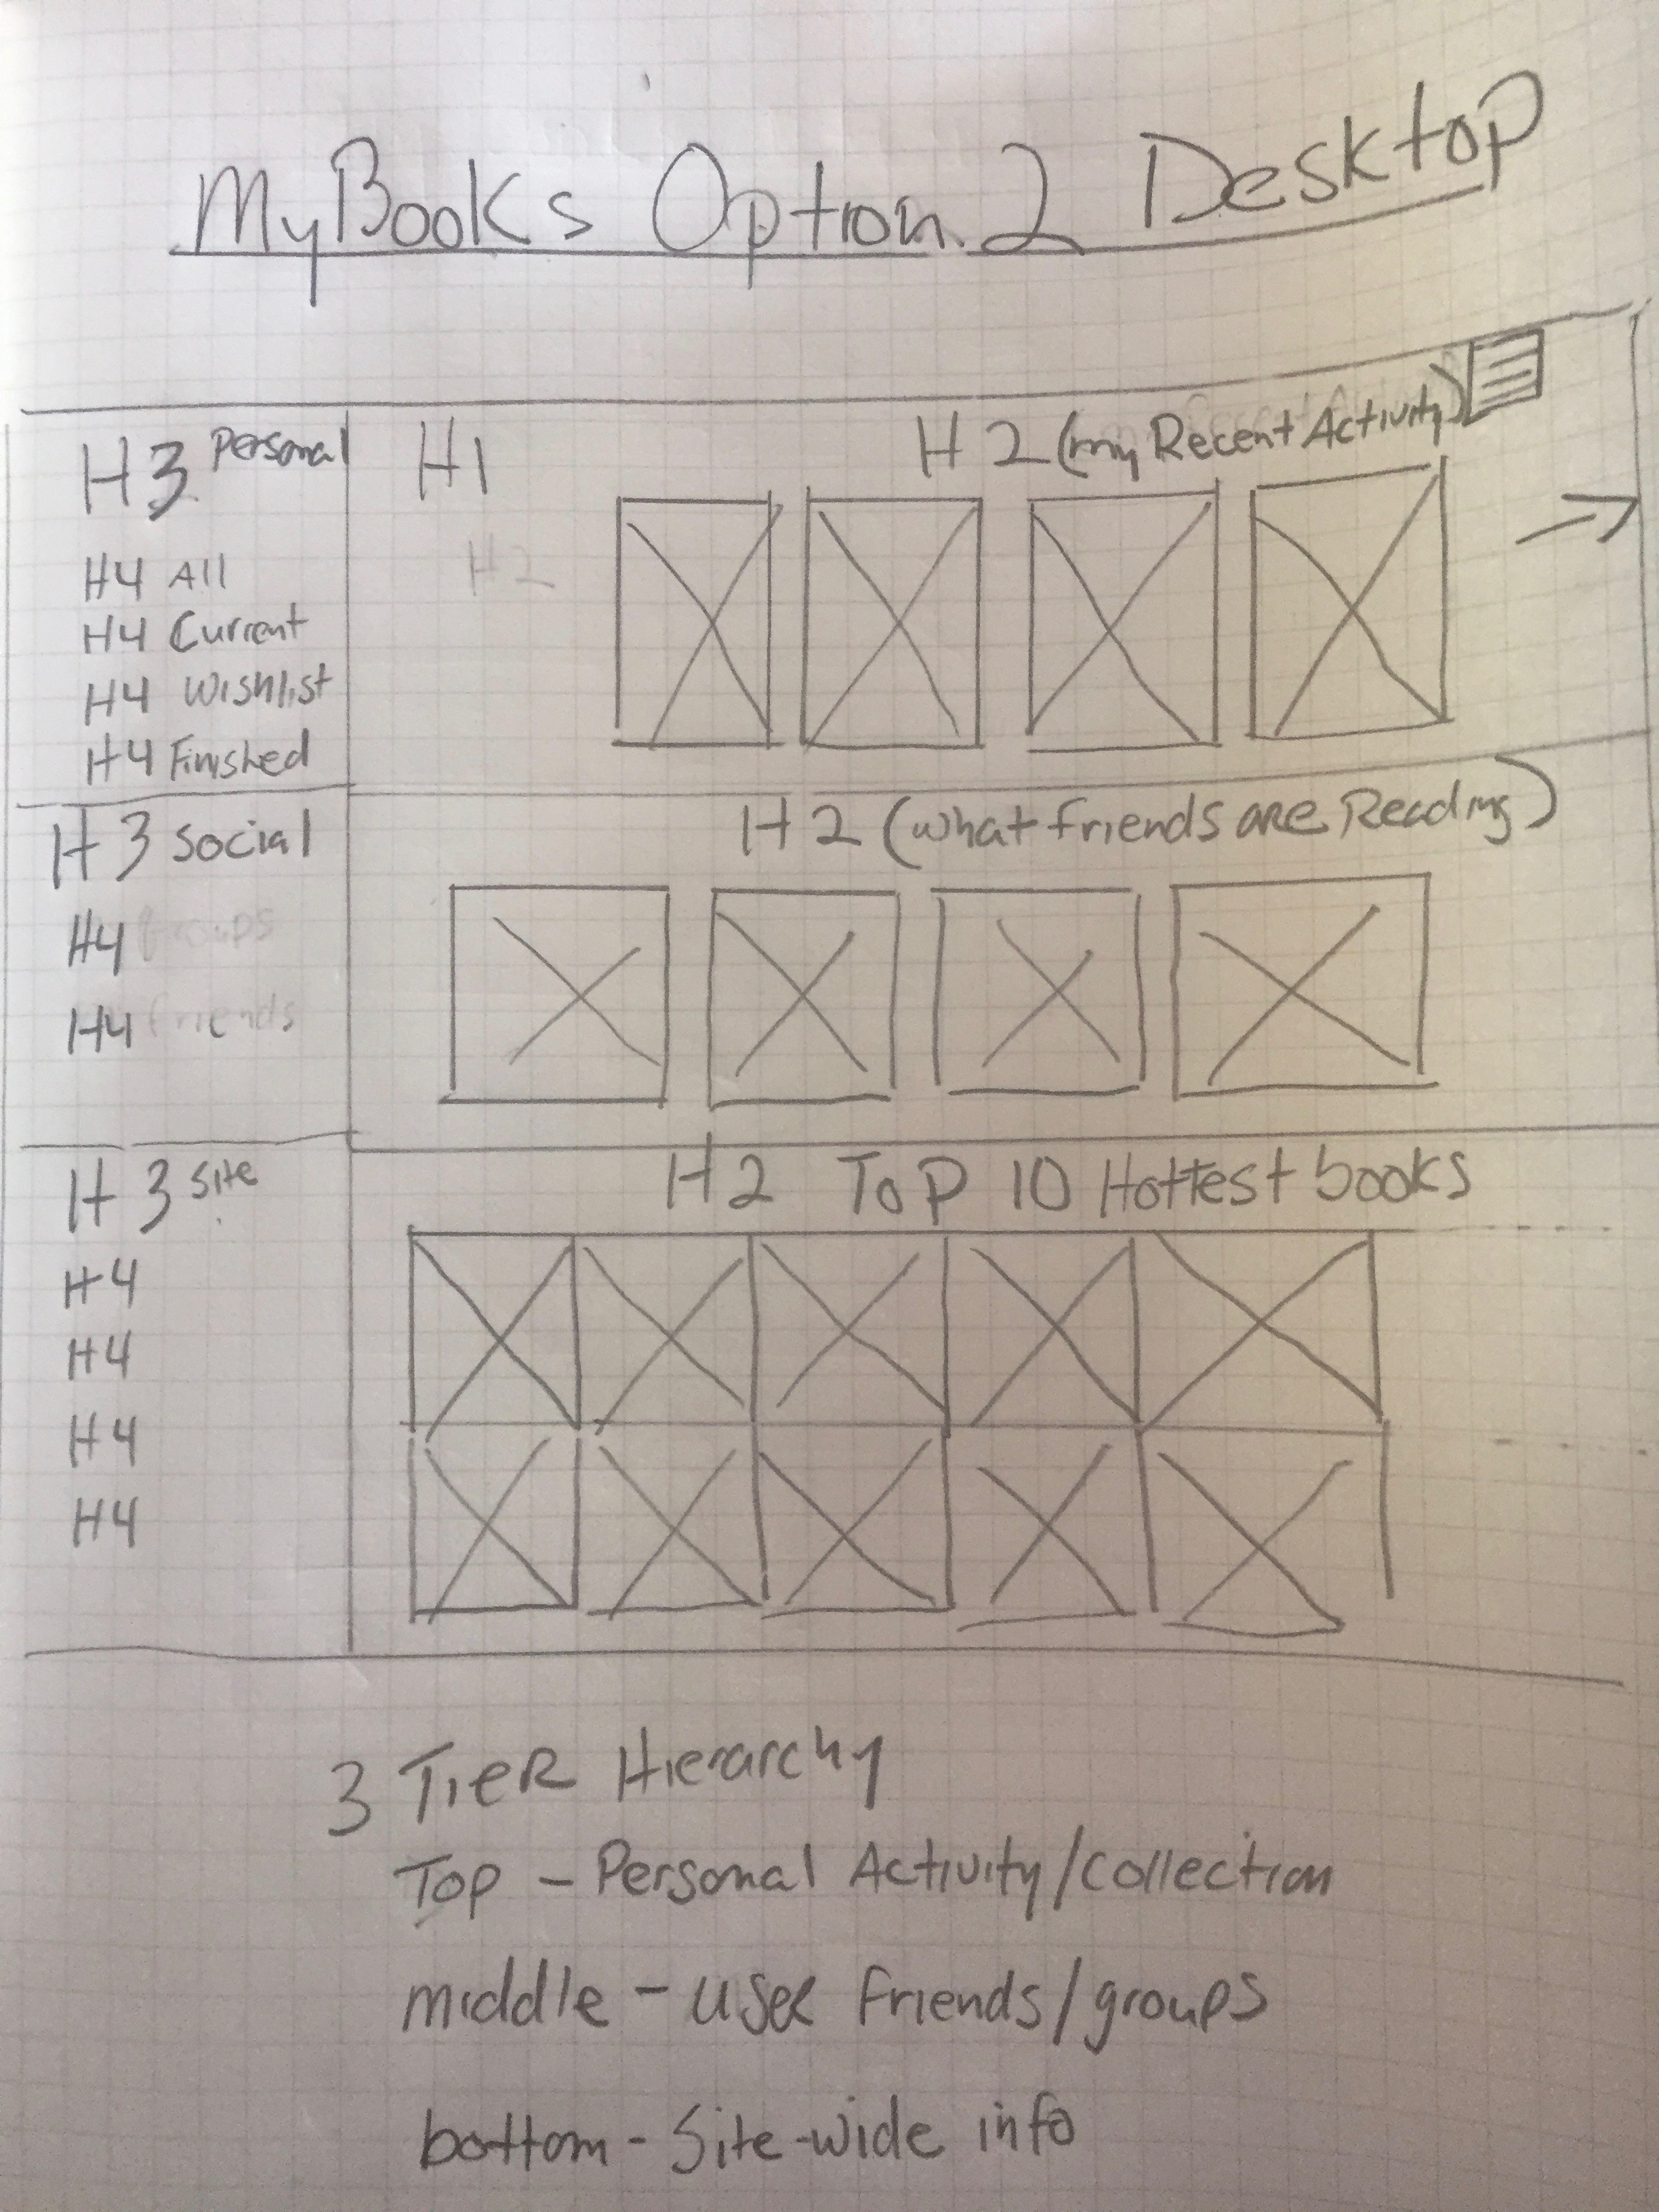 MyBooks Option 2 Desktop
H3 Personal
H4 All
H4 Current
H4 Wishlist
H4 Finished
H1
H2
H2 (my Recent Activity)
H3 Social
H4 groups
H4 friends
H2 (what friends are Reading)
H3 Site
H4
H4
H4
H4
H2 Top 10 Hottest books
3 Tier Hierarchy
Top - Personal Activity/Collection
middle - User Friends/groups
bottom - Site-wide info